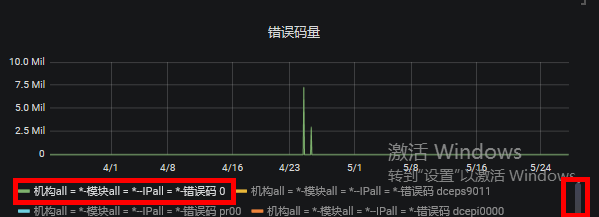 错误码量
10.0 Mil
7.5 Mil
5.0 Mil
2.5 Mil
0
4/1 4/8 4/16 4/23 5/1 5/8 5/16 5/24
激活 Windows
转到"设置"以激活 Windows。
机构all = *-模块all = *--IPall = *-错误码 0 机构all = *-模块all = *--IPall = *-错误码 dceps9011
机构all = *-模块all = *--IPall = *-错误码 pr00 机构all = *-模块all = *--IPall = *-错误码 dcepi0000